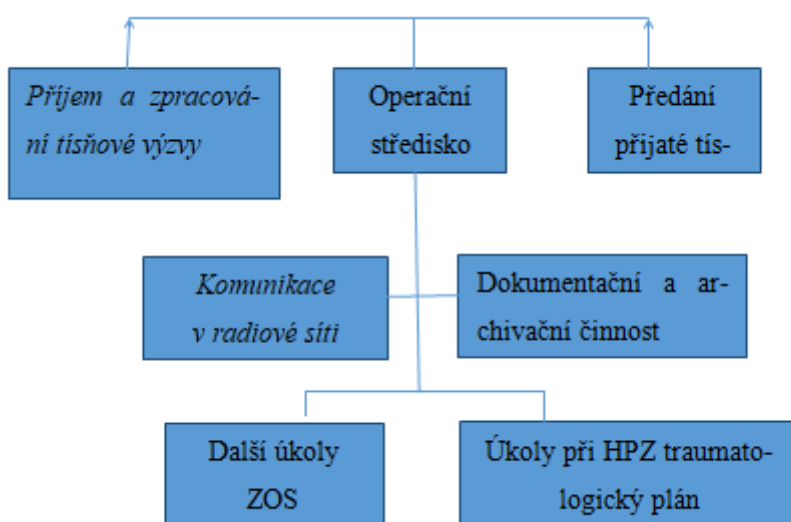 Příjem a zpracová-
ní tísňové výzvy
Operační
středisko
Předání
přijaté tís-
Komunikace
v radiové síti
Dokumentační a ar-
chivační činnost
Další úkoly
ZOS
Úkoly při HPZ traumato-
logický plán